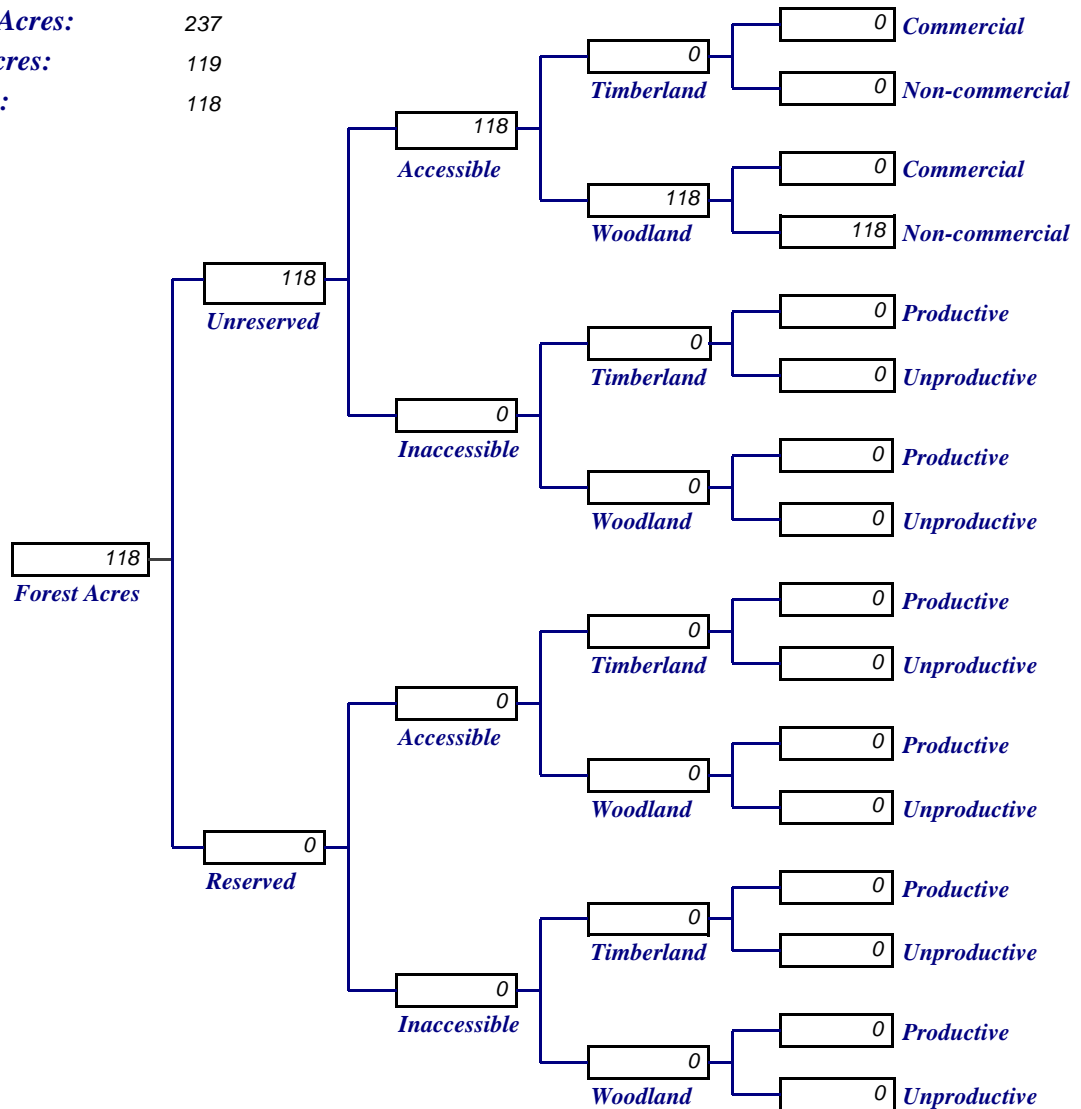 Acres: 237
cres: 119
: 118
0 Commercial
0
Timberland
0 Non-commercial
118
Accessible
0 Commercial
118
Woodland
118 Non-commercial
118
Unreserved
0 Productive
0
Timberland
0 Unproductive
0
Inaccessible
0 Productive
0
Woodland
0 Unproductive
118
Forest Acres
0 Productive
0
Timberland
0 Unproductive
0
Accessible
0 Productive
0
Woodland
0 Unproductive
0
Reserved
0 Productive
0
Timberland
0 Unproductive
0
Inaccessible
0 Productive
0
Woodland
0 Unproductive